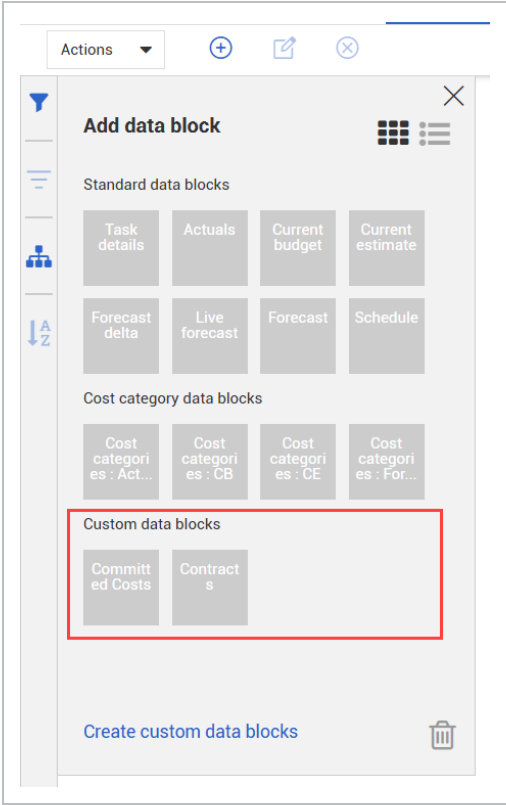 Actions
Add data block
Standard data blocks
Task
details
Actuals
Current
budget
Current
estimate
Forecast
delta
Live
forecast
Forecast
Schedule
Cost category data blocks
Cost
categori
es : Act...
Cost
categori
es : CB
Cost
categori
es : CE
Cost
categori
es : For...
Custom data blocks
Committ
ed Costs
Contract
s
Create custom data blocks
A
Z